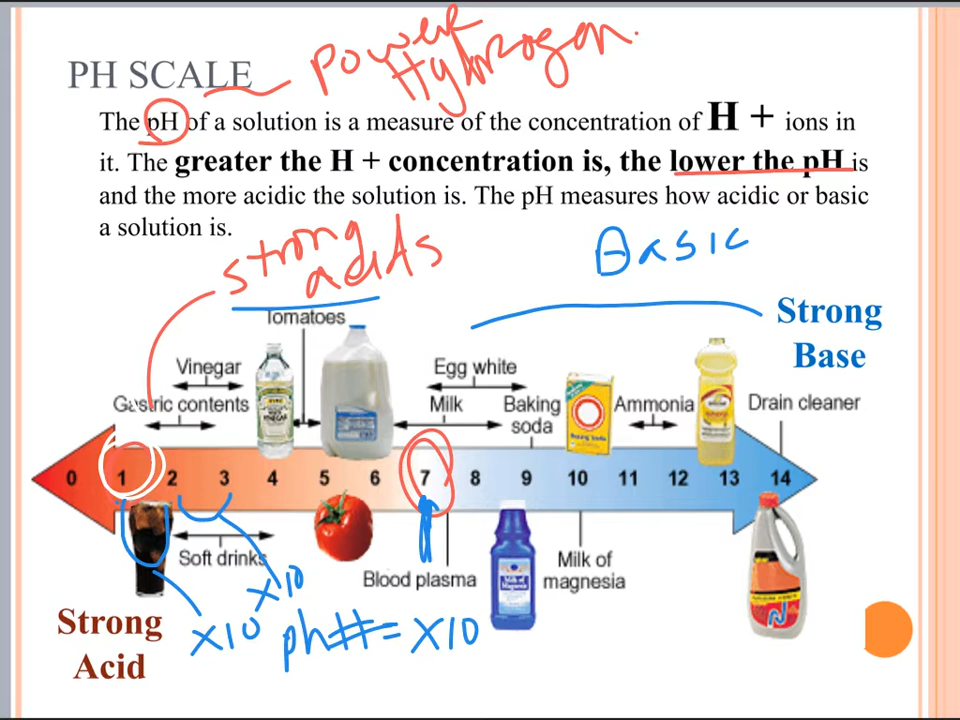 Power
Hydrogen.
PH SCALE
The pH of a solution is a measure of the concentration of H + ions in
it. The greater the H + concentration is, the lower the pH is
and the more acidic the solution is. The pH measures how acidic or basic
a solution is.
strong
acids
Basic
Strong
Base
Tomatoes
Vinegar
Egg white
Gastric contents
Milk
Baking
soda
Ammonia
Drain cleaner
0 1 2 3 4 5 6 7 8 9 10 11 12 13 14
Soft drinks
Blood plasma
Milk of
magnesia
Strong
Acid
x10
x10
ph#= x10